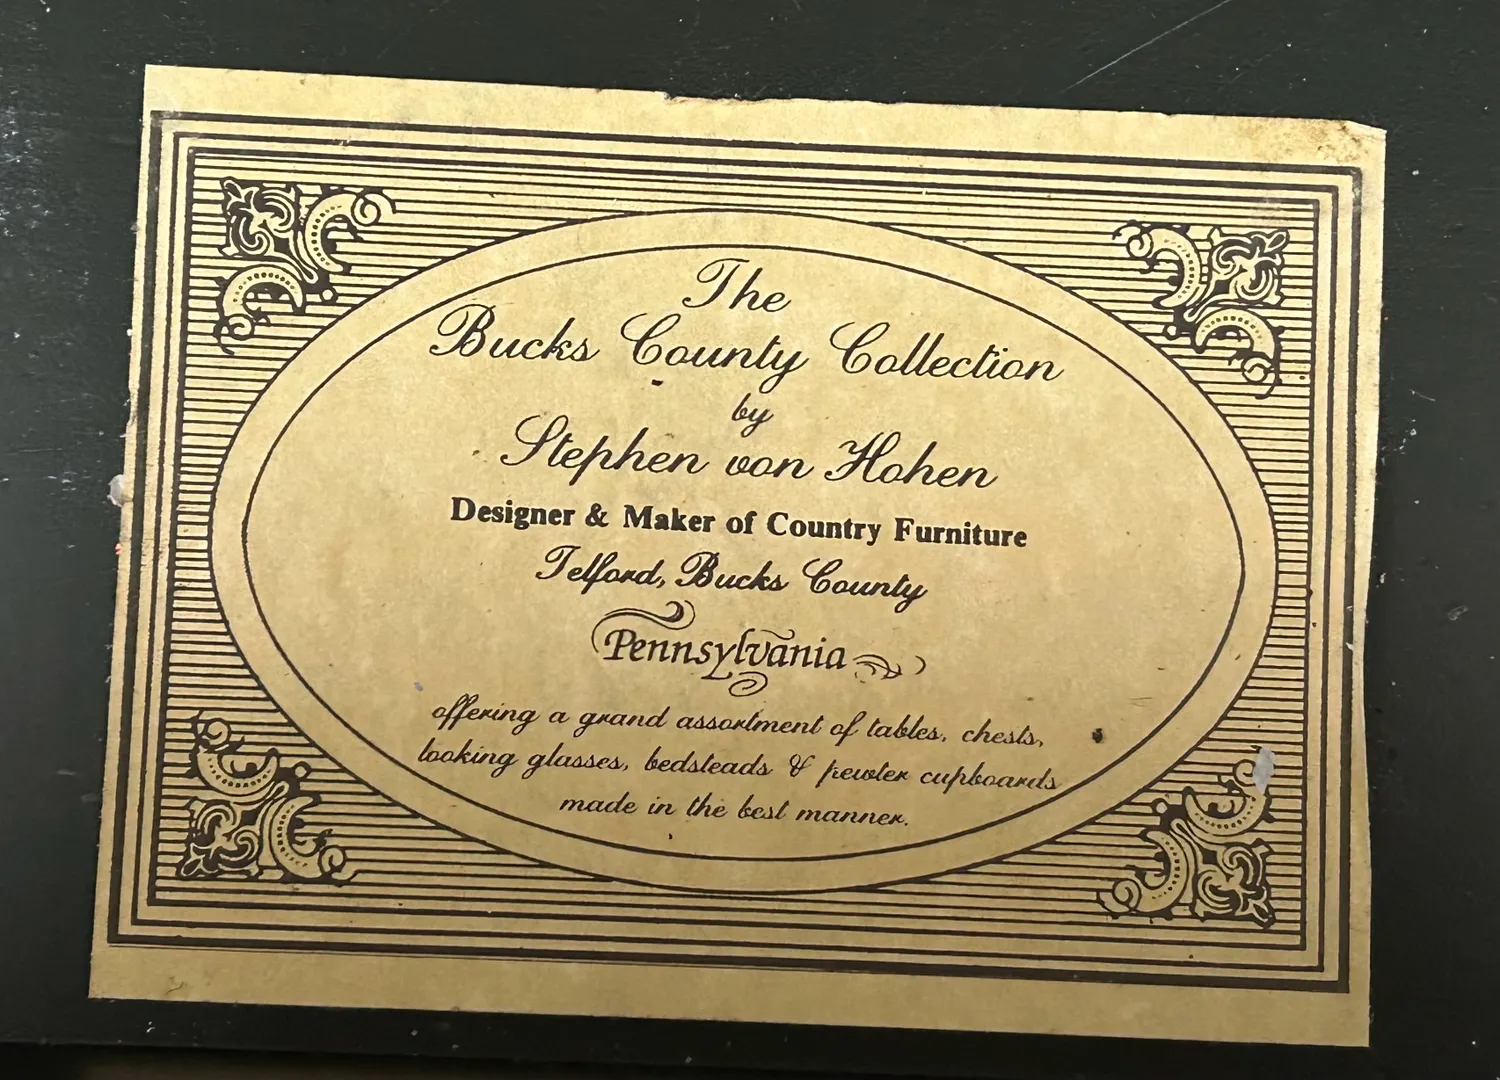 The
Bucks County Collection
by
Stephen von Hohen
Designer & Maker of Country Furniture
Telford, Bucks County
Pennsylvania
offering a grand assortment of tables, chests,
looking glasses, bedsteads & pewter cupboards
made in the best manner.